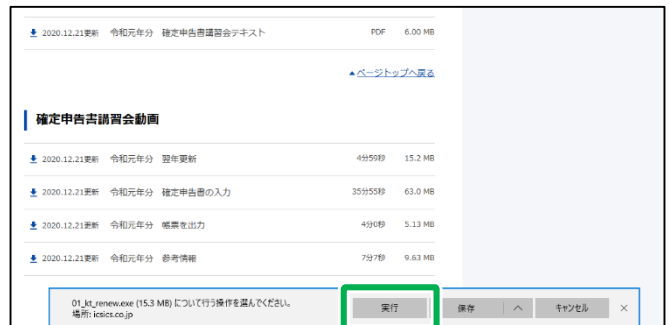 2020.12.21更新 令和元年分 確定申告書講習会テキスト PDF 6.00 MB
▲ページトップへ戻る
確定申告書講習会動画
2020.12.21更新 令和元年分 翌年更新 4分59秒 15.2 MB
2020.12.21更新 令和元年分 確定申告書の入力 35分55秒 63.0 MB
2020.12.21更新 令和元年分 帳票を出力 4分0秒 5.13 MB
2020.12.21更新 令和元年分 参考情報 7分7秒 9.63 MB
01_kt_renew.exe (15.3 MB) について行う操作を選んでください。
場所: icsics.co.jp
実行 保存 キャンセル ×